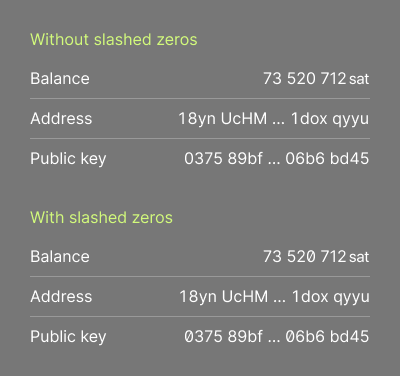 Without slashed zeros
Balance 73 520 712 sat
Address 18yn UcHM ... 1dox qyyu
Public key 0375 89bf ... 06b6 bd45
With slashed zeros
Balance 73 520 712 sat
Address 18yn UcHM ... 1dox qyyu
Public key 0375 89bf ... 06b6 bd45